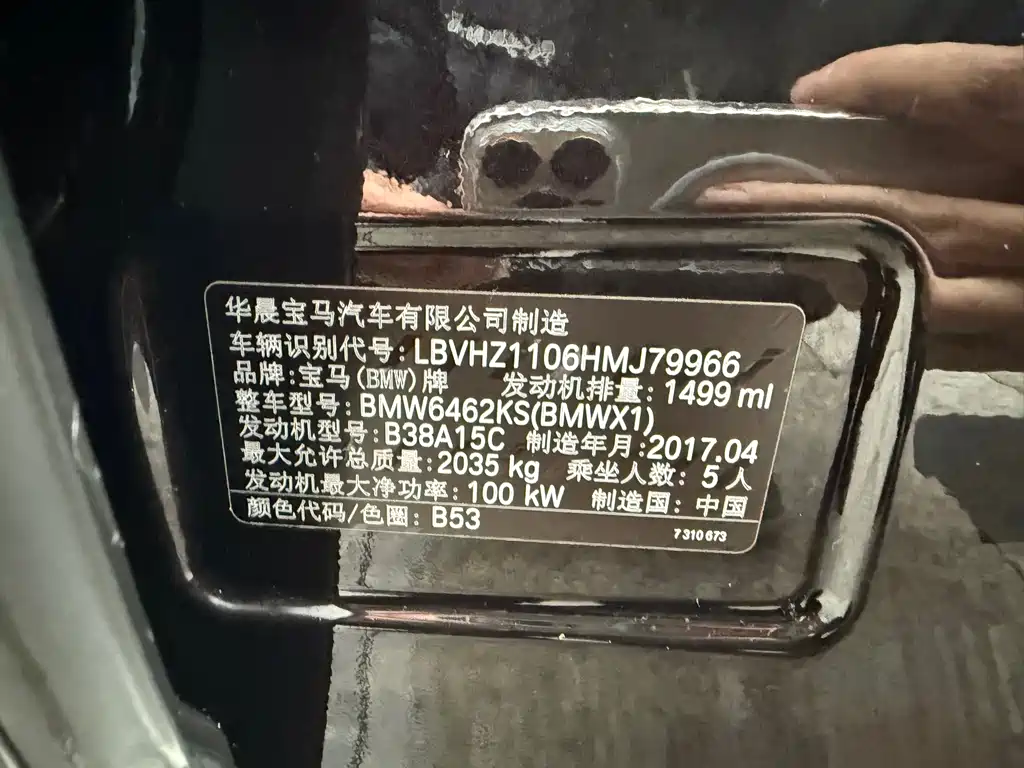 华晨宝马汽车有限公司制造
车辆识别代号: LBVHZ1106HMJ79966
品牌: 宝马(BMW)牌 发动机排量: 1499 ml
整车型号: BMW6462KS(BMWX1)
发动机型号: B38A15C 制造年月: 2017.04
最大允许总质量: 2035 kg 乘坐人数: 5 人
发动机最大净功率: 100 kW 制造国: 中国
颜色代码/色圈: B53
7 310 673